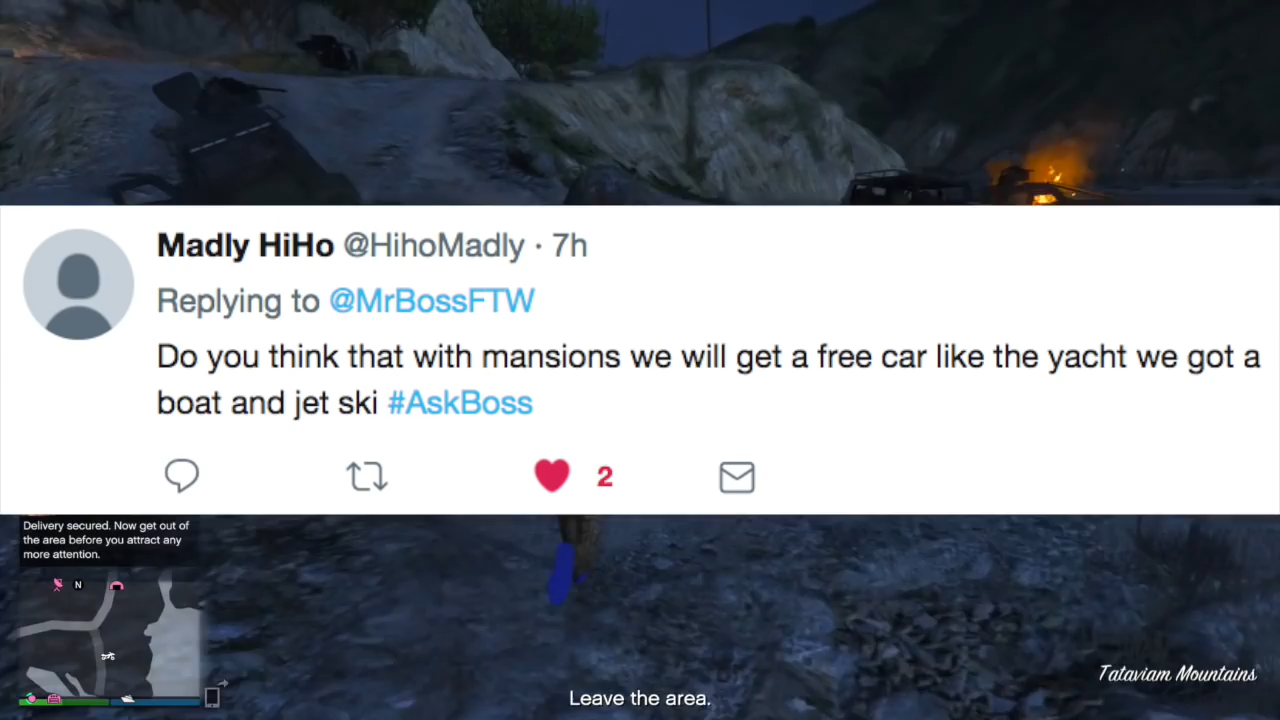 Madly HiHo @HihoMadly · 7h
Replying to @MrBossFTW
Do you think that with mansions we will get a free car like the yacht we got a
boat and jet ski #AskBoss
2
Delivery secured. Now get out of
the area before you attract any
more attention.
N
Tataviam Mountains
Leave the area.